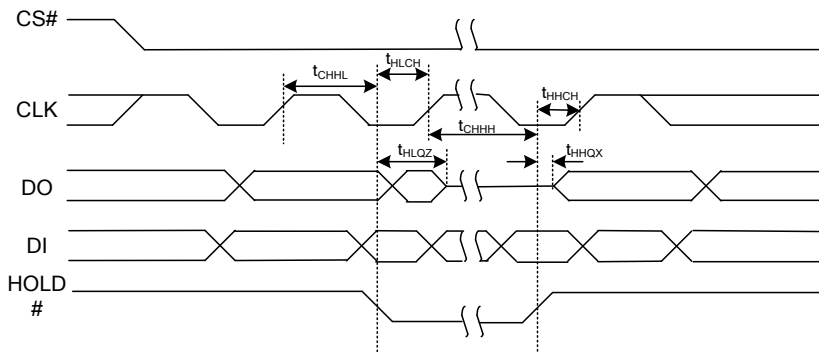 CS#
tHLCH
tCHHL
tHHCH
CLK
tCHHH
tHLQZ
tHHQX
DO
DI
HOLD
#